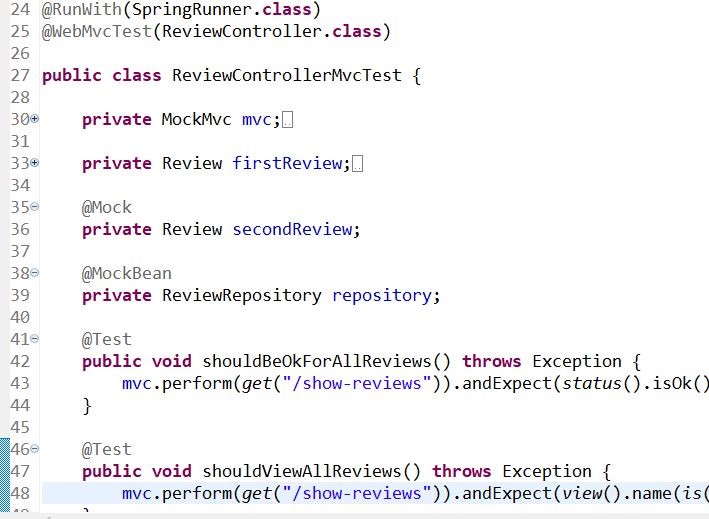 24 @RunWith(SpringRunner.class)
25 @WebMvcTest(ReviewController.class)
26
27 public class ReviewControllerMvcTest {
28
30 private MockMvc mvc;
31
33 private Review firstReview;
34
35 @Mock
36 private Review secondReview;
37
38 @MockBean
39 private ReviewRepository repository;
40
41 @Test
42 public void shouldBeOkForAllReviews() throws Exception {
43 mvc.perform(get("/show-reviews")).andExpect(status().isOk()
44 }
45
46 @Test
47 public void shouldViewAllReviews() throws Exception {
48 mvc.perform(get("/show-reviews")).andExpect(view().name(is(